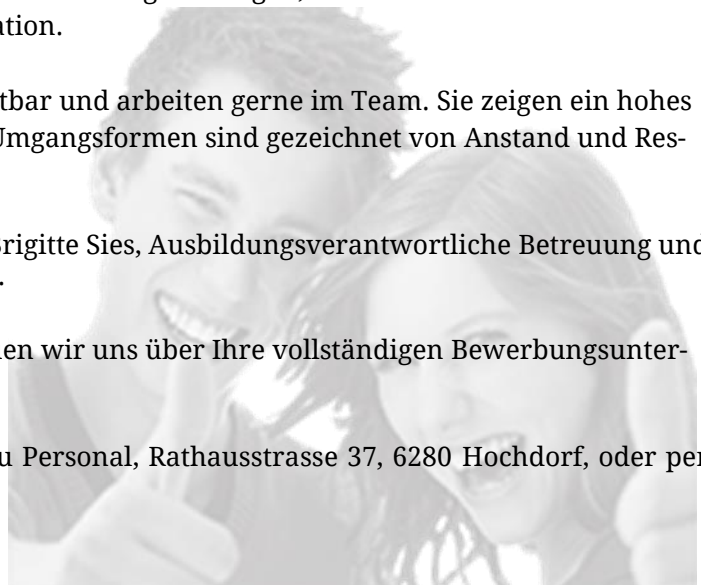 ation.
tbar und arbeiten gerne im Team. Sie zeigen ein hohes
Umgangsformen sind gezeichnet von Anstand und Res-
Brigitte Sies, Ausbildungsverantwortliche Betreuung und
.
en wir uns über Ihre vollständigen Bewerbungsunter-
u Personal, Rathausstrasse 37, 6280 Hochdorf, oder per